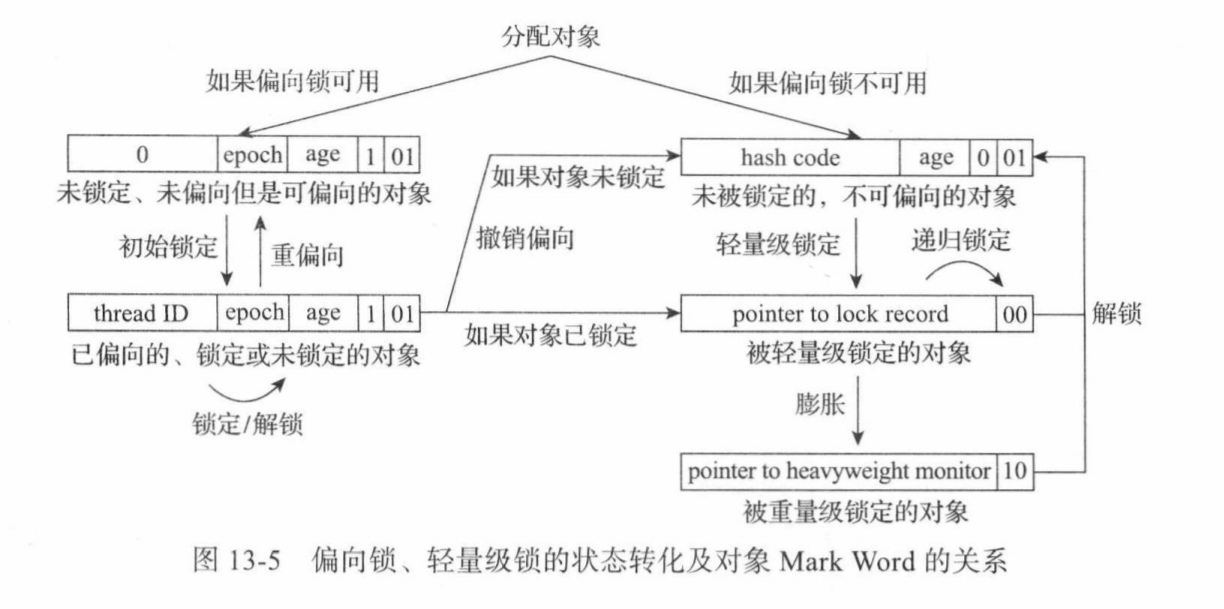 分配对象
如果偏向锁可用
如果偏向锁不可用
0 epoch age 1 01
hash code age 0 01
未锁定、未偏向但是可偏向的对象
如果对象未锁定
未被锁定的，不可偏向的对象
初始锁定
重偏向
撤销偏向
轻量级锁定
递归锁定
thread ID epoch age 1 01
pointer to lock record 00
解锁
已偏向的、锁定或未锁定的对象
如果对象已锁定
被轻量级锁定的对象
锁定/解锁
膨胀
pointer to heavyweight monitor 10
被重量级锁定的对象
图 13-5 偏向锁、轻量级锁的状态转化及对象 Mark Word 的关系